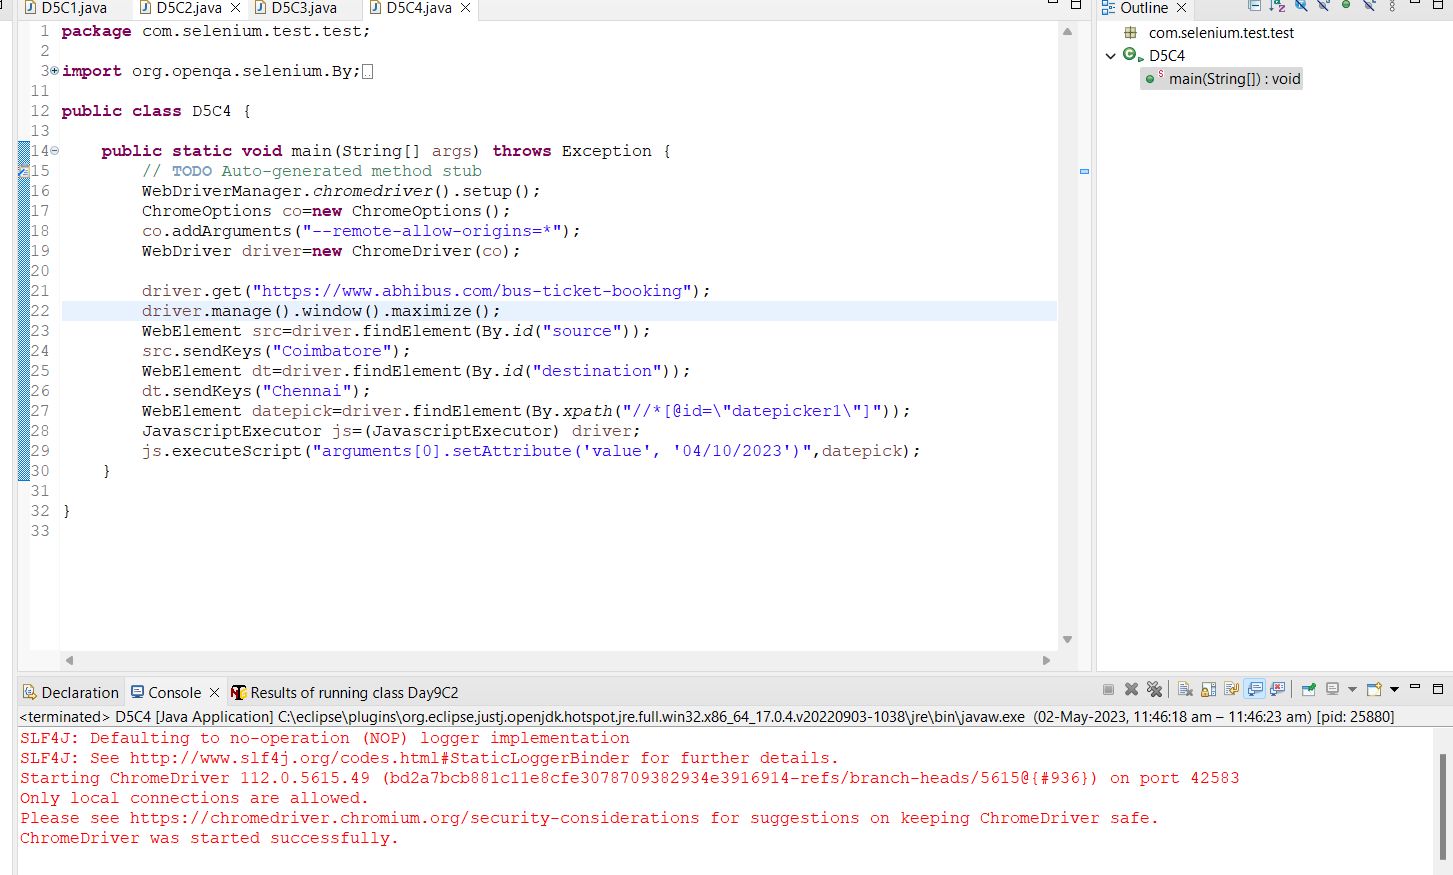 D5C1.java D5C2.java D5C3.java D5C4.java
1 package com.selenium.test.test;
2
3 import org.openqa.selenium.By;
11
12 public class D5C4 {
13
14 public static void main(String[] args) throws Exception {
15 // TODO Auto-generated method stub
16 WebDriverManager.chromedriver().setup();
17 ChromeOptions co=new ChromeOptions();
18 co.addArguments("--remote-allow-origins=*");
19 WebDriver driver=new ChromeDriver(co);
20
21 driver.get("https://www.abhibus.com/bus-ticket-booking");
22 driver.manage().window().maximize();
23 WebElement src=driver.findElement(By.id("source"));
24 src.sendKeys("Coimbatore");
25 WebElement dt=driver.findElement(By.id("destination"));
26 dt.sendKeys("Chennai");
27 WebElement datepick=driver.findElement(By.xpath("//*[@id=\"datepicker1\"]"));
28 JavascriptExecutor js=(JavascriptExecutor) driver;
29 js.executeScript("arguments[0].setAttribute('value', '04/10/2023')",datepick);
30 }
31
32 }
33
Outline
com.selenium.test.test
D5C4
main(String[]) : void
Declaration Console Results of running class Day9C2
<terminated> D5C4 [Java Application] C:\eclipse\plugins\org.eclipse.justj.openjdk.hotspot.jre.full.win32.x86_64_17.0.4.v20220903-1038\jre\bin\javaw.exe (02-May-2023, 11:46:18 am – 11:46:23 am) [pid: 25880]
SLF4J: Defaulting to no-operation (NOP) logger implementation
SLF4J: See http://www.slf4j.org/codes.html#StaticLoggerBinder for further details.
Starting ChromeDriver 112.0.5615.49 (bd2a7bcb881c11e8cfe3078709382934e3916914-refs/branch-heads/5615@{#936}) on port 42583
Only local connections are allowed.
Please see https://chromedriver.chromium.org/security-considerations for suggestions on keeping ChromeDriver safe.
ChromeDriver was started successfully.